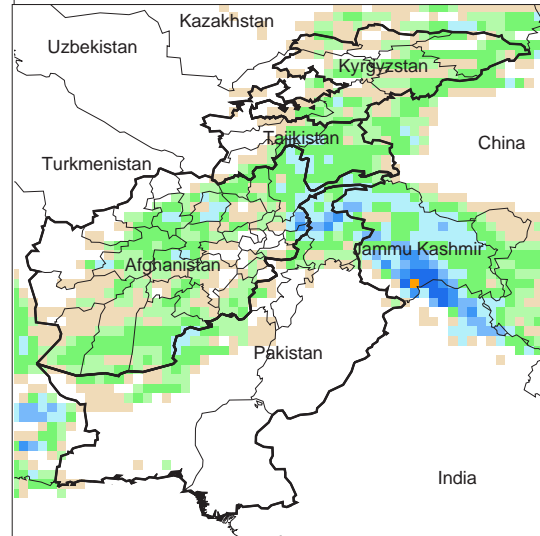 Kazakhstan
Uzbekistan
Kyrgyzstan
Tajikistan
China
Turkmenistan
Jammu Kashmir
Afghanistan
Pakistan
India